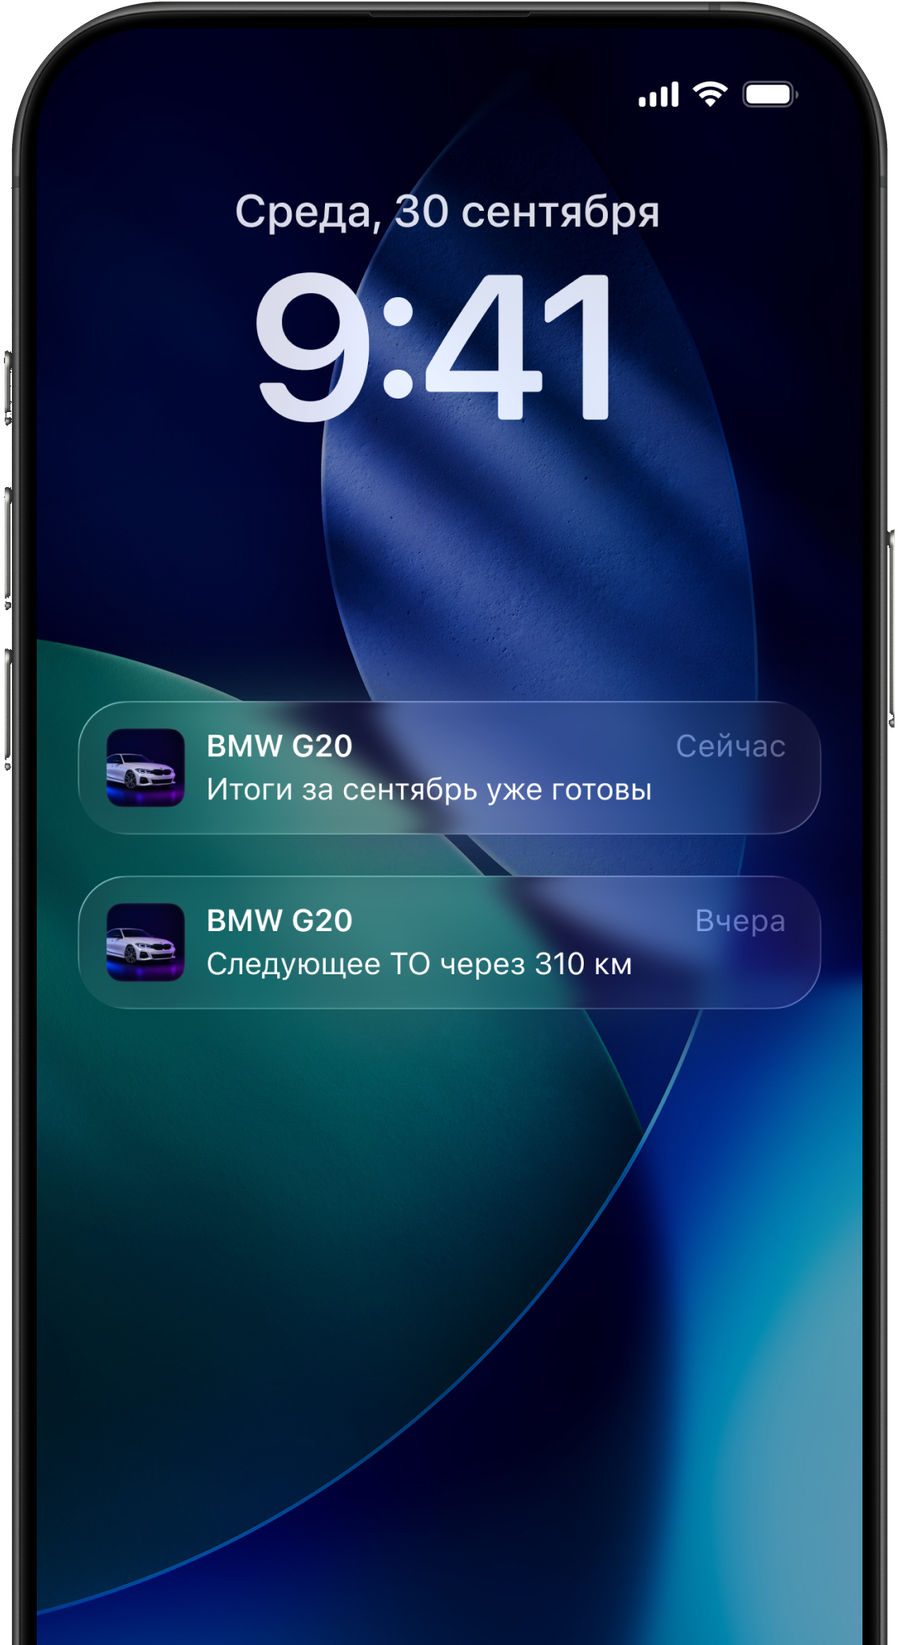 Среда, 30 сентября
9:41
BMW G20
Сейчас
Итоги за сентябрь уже готовы
BMW G20
Вчера
Следующее ТО через 310 км